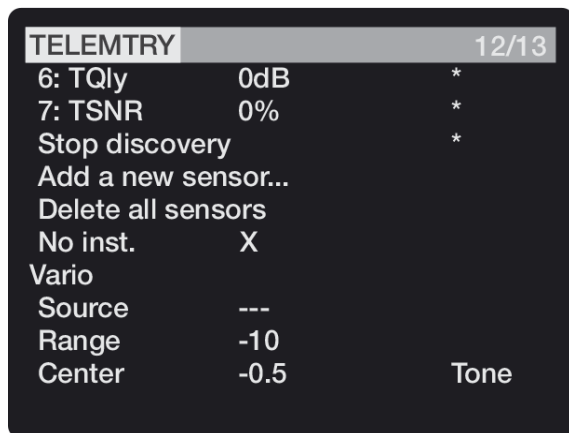 TELEMTRY 12/13
6: TQly 0dB *
7: TSNR 0% *
Stop discovery *
Add a new sensor...
Delete all sensors
No inst. X
Vario
Source ---
Range -10
Center -0.5 Tone